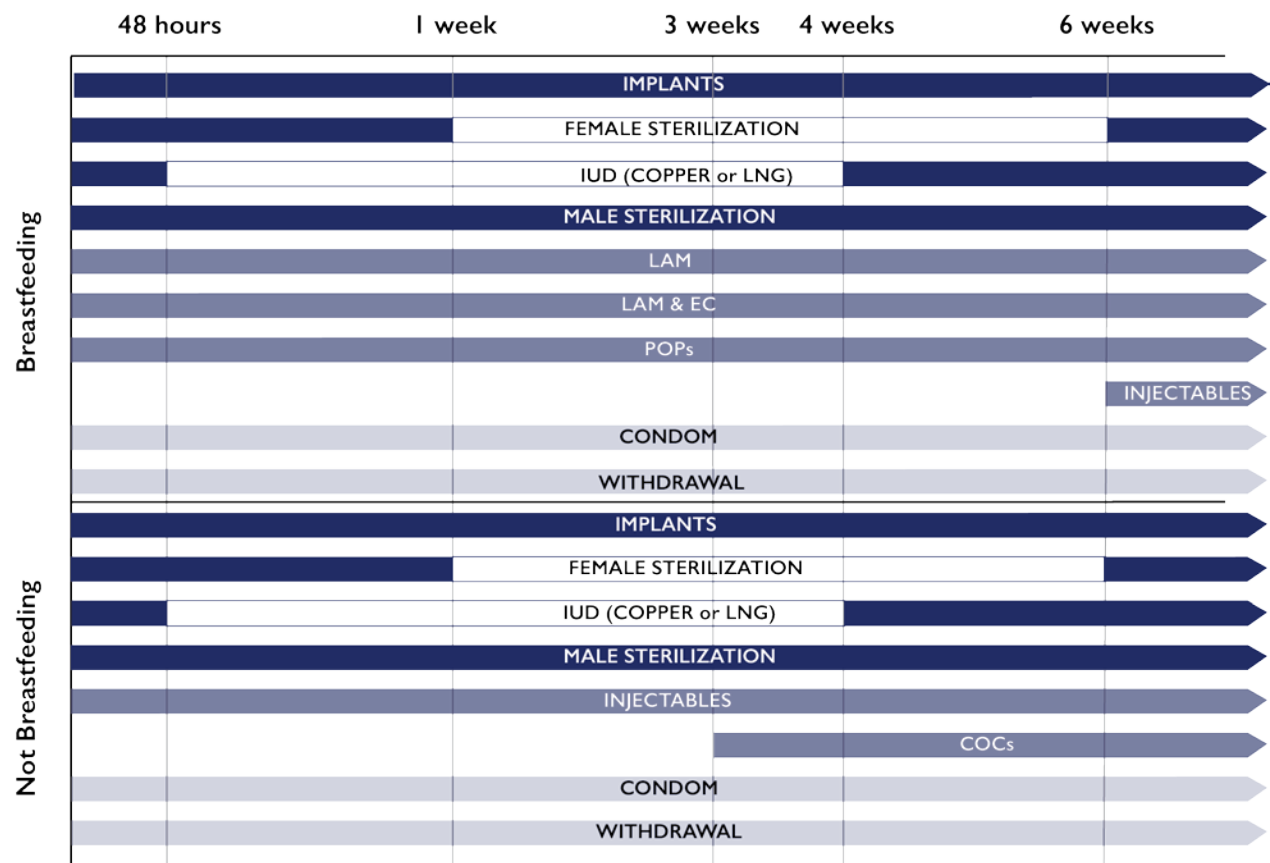 48 hours 1 week 3 weeks 4 weeks 6 weeks
Breastfeeding
IMPLANTS
FEMALE STERILIZATION
IUD (COPPER or LNG)
MALE STERILIZATION
LAM
LAM & EC
POPs
INJECTABLES
CONDOM
WITHDRAWAL
Not Breastfeeding
IMPLANTS
FEMALE STERILIZATION
IUD (COPPER or LNG)
MALE STERILIZATION
INJECTABLES
COCs
CONDOM
WITHDRAWAL